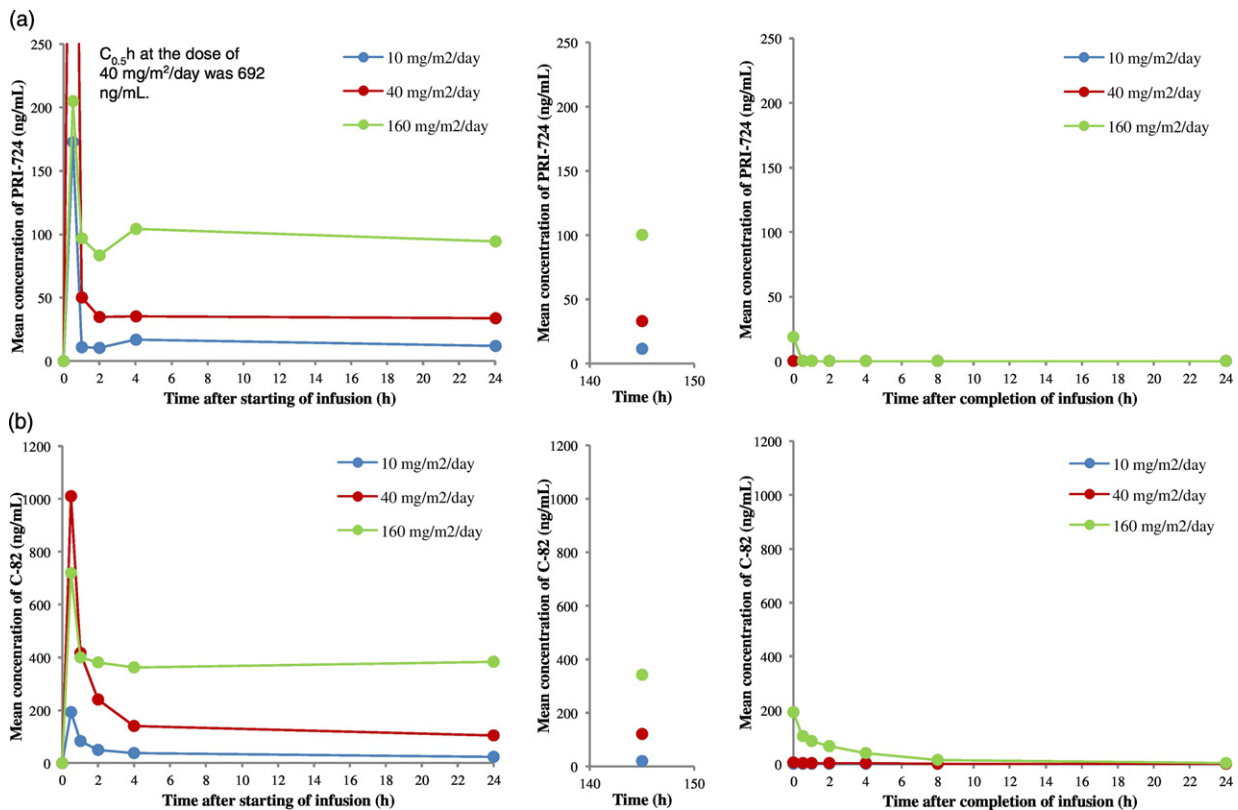 (a)
Mean concenration of PRI-724 (ng/mL)
250
200
150
100
50
0
C0.5h at the dose of
40 mg/m²/day was 692
ng/mL.
10 mg/m2/day
40 mg/m2/day
160 mg/m2/day
0 2 4 6 8 10 12 14 16 18 20 22 24
Time after starting of infusion (h)
Mean concentration of PRI-724 (ng/mL)
250
200
150
100
50
0
140 150
Time (h)
Mean concentration of PRI-724 (ng/mL)
250
200
150
100
50
0
10 mg/m2/day
40 mg/m2/day
160 mg/m2/day
0 2 4 6 8 10 12 14 16 18 20 22 24
Time after completion of infusion (h)
(b)
Mean concenrtation of C-82 (ng/mL)
1200
1000
800
600
400
200
0
10 mg/m2/day
40 mg/m2/day
160 mg/m2/day
0 2 4 6 8 10 12 14 16 18 20 22 24
Time after starting of infusion (h)
Mean concentration of C-82 (ng/mL)
1200
1000
800
600
400
200
0
140 150
Time (h)
Mean concentration of C-82 (ng/mL)
1200
1000
800
600
400
200
0
10 mg/m2/day
40 mg/m2/day
160 mg/m2/day
0 2 4 6 8 10 12 14 16 18 20 22 24
Time after completion of infusion (h)